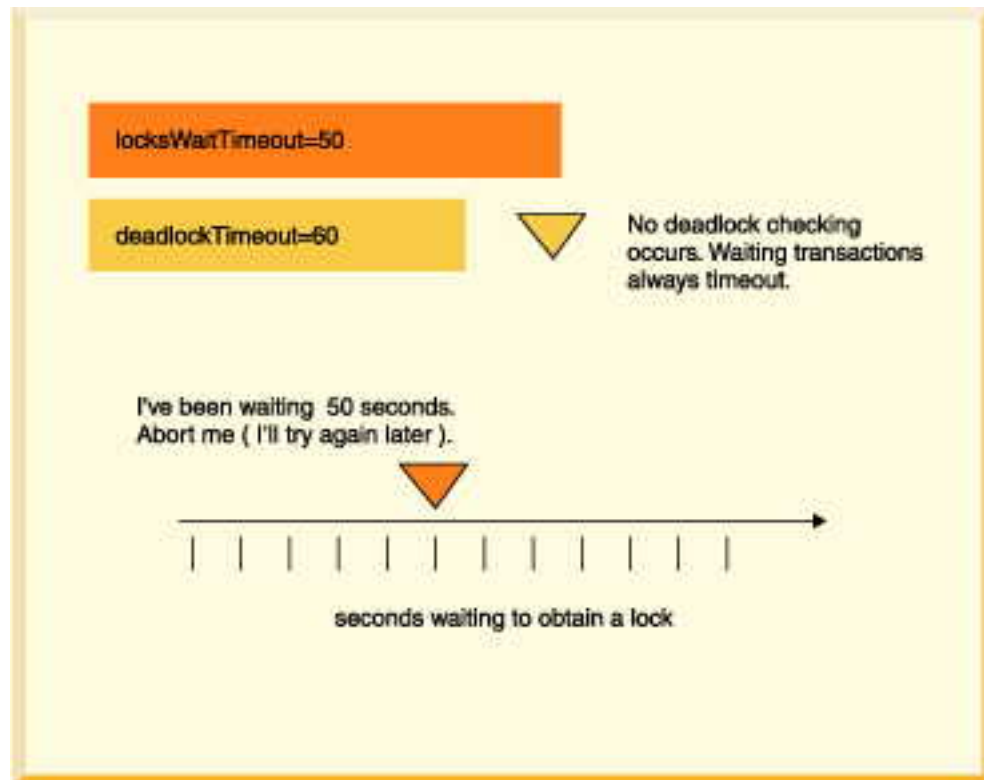 locksWaitTimeout=50
deadlockTimeout=60
No deadlock checking
occurs. Waiting transactions
always timeout.
I've been waiting  50 seconds.
Abort me ( I'll try again later ).
seconds waiting to obtain a lock